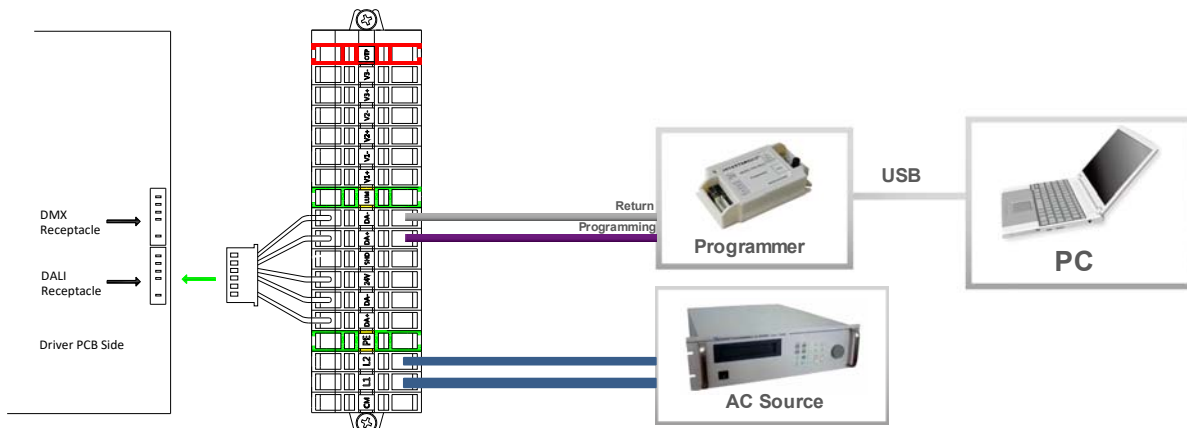 OTP
V3-
V3+
V2-
V2+
V1-
V1+
LUM
DA-
DA+
SHD
24V
DA-
DA+
PE
L2
L1
CM
DMX
Receptacle
DALI
Receptacle
Driver PCB Side
Return
Programming
Programmer
USB
PC
AC Source